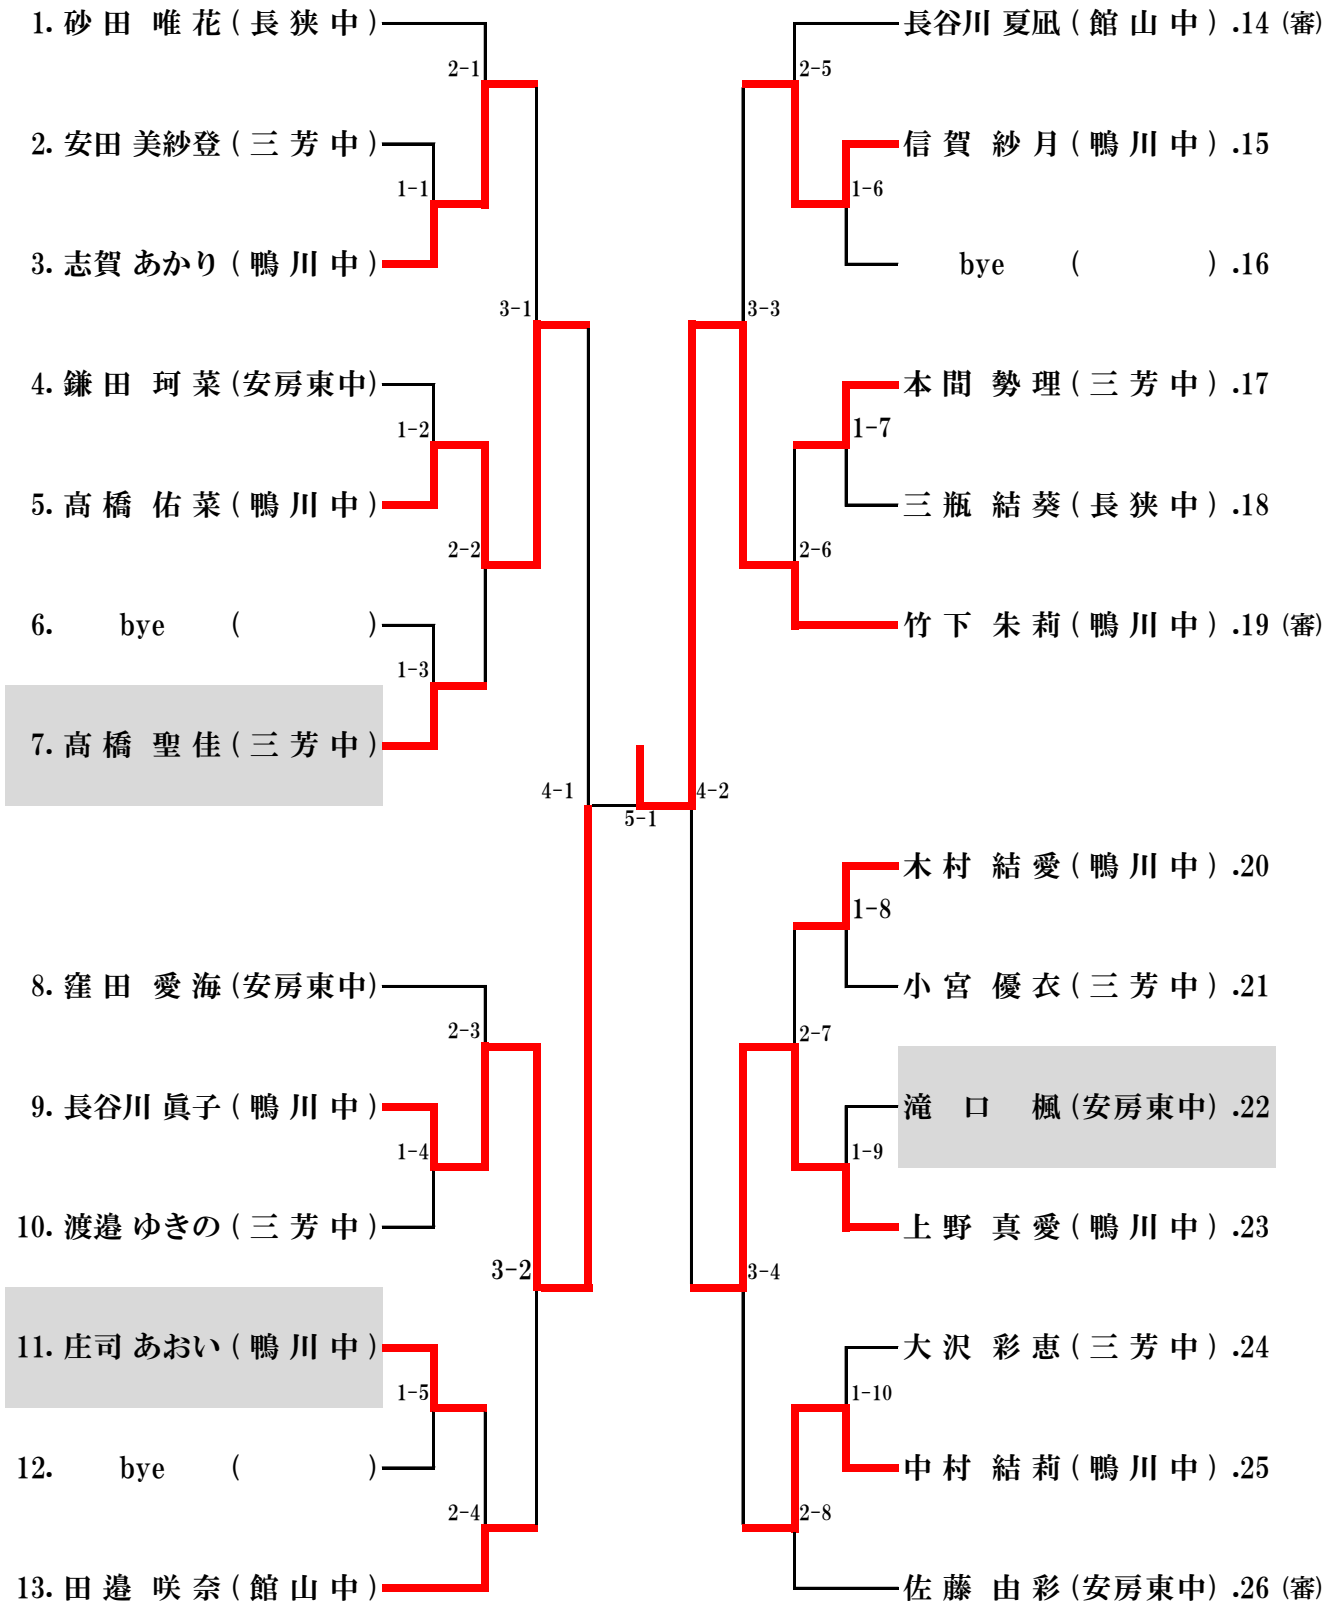 1. 砂田 唯花 (長狭中)
2-1
2. 安田 美紗登 (三芳中)
1-1
3. 志賀 あかり (鴨川中)
3-1
4. 鎌田 珂菜 (安房東中)
1-2
5. 髙橋 佑菜 (鴨川中)
2-2
6. bye ( )
1-3
7. 髙橋 聖佳 (三芳中)
4-1
8. 窪田 愛海 (安房東中)
2-3
9. 長谷川 眞子 (鴨川中)
1-4
10. 渡邉 ゆきの (三芳中)
3-2
11. 庄司 あおい (鴨川中)
1-5
12. bye ( )
2-4
13. 田邉 咲奈 (館山中)
5-1
長谷川 夏凪 (館山中) .14 (審)
2-5
信賀 紗月 (鴨川中) .15
1-6
bye ( ) .16
3-3
本間 勢理 (三芳中) .17
1-7
三瓶 結葵 (長狭中) .18
2-6
竹下 朱莉 (鴨川中) .19 (審)
4-2
木村 結愛 (鴨川中) .20
1-8
小宮 優衣 (三芳中) .21
2-7
滝口 楓 (安房東中) .22
1-9
上野 真愛 (鴨川中) .23
3-4
大沢 彩恵 (三芳中) .24
1-10
中村 結莉 (鴨川中) .25
2-8
佐藤 由彩 (安房東中) .26 (審)